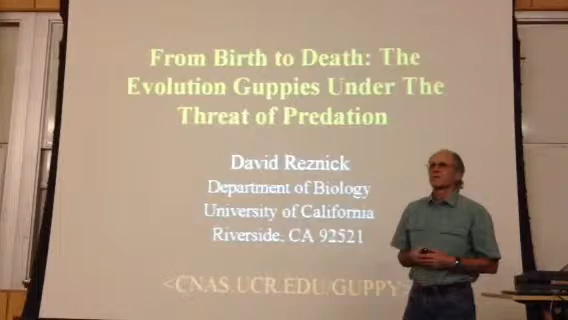 From Birth to Death: The
Evolution Guppies Under The
Threat of Predation
David Reznick
Department of Biology
University of California
Riverside, CA 92521
<CNAS.UCR.EDU/GUPPY>